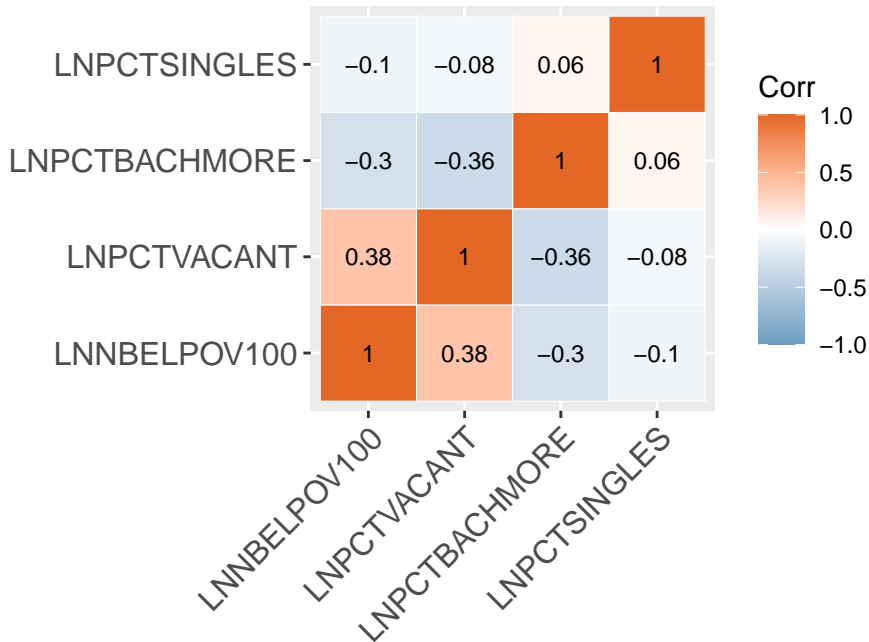 LNPCTSINGLES −0.1 −0.08 0.06 1
LNPCTBACHMORE −0.3 −0.36 1 0.06
LNPCTVACANT 0.38 1 −0.36 −0.08
LNNBELPOV100 1 0.38 −0.3 −0.1
LNNBELPOV100
LNPCTVACANT
LNPCTBACHMORE
LNPCTSINGLES
Corr
1.0
0.5
0.0
−0.5
−1.0